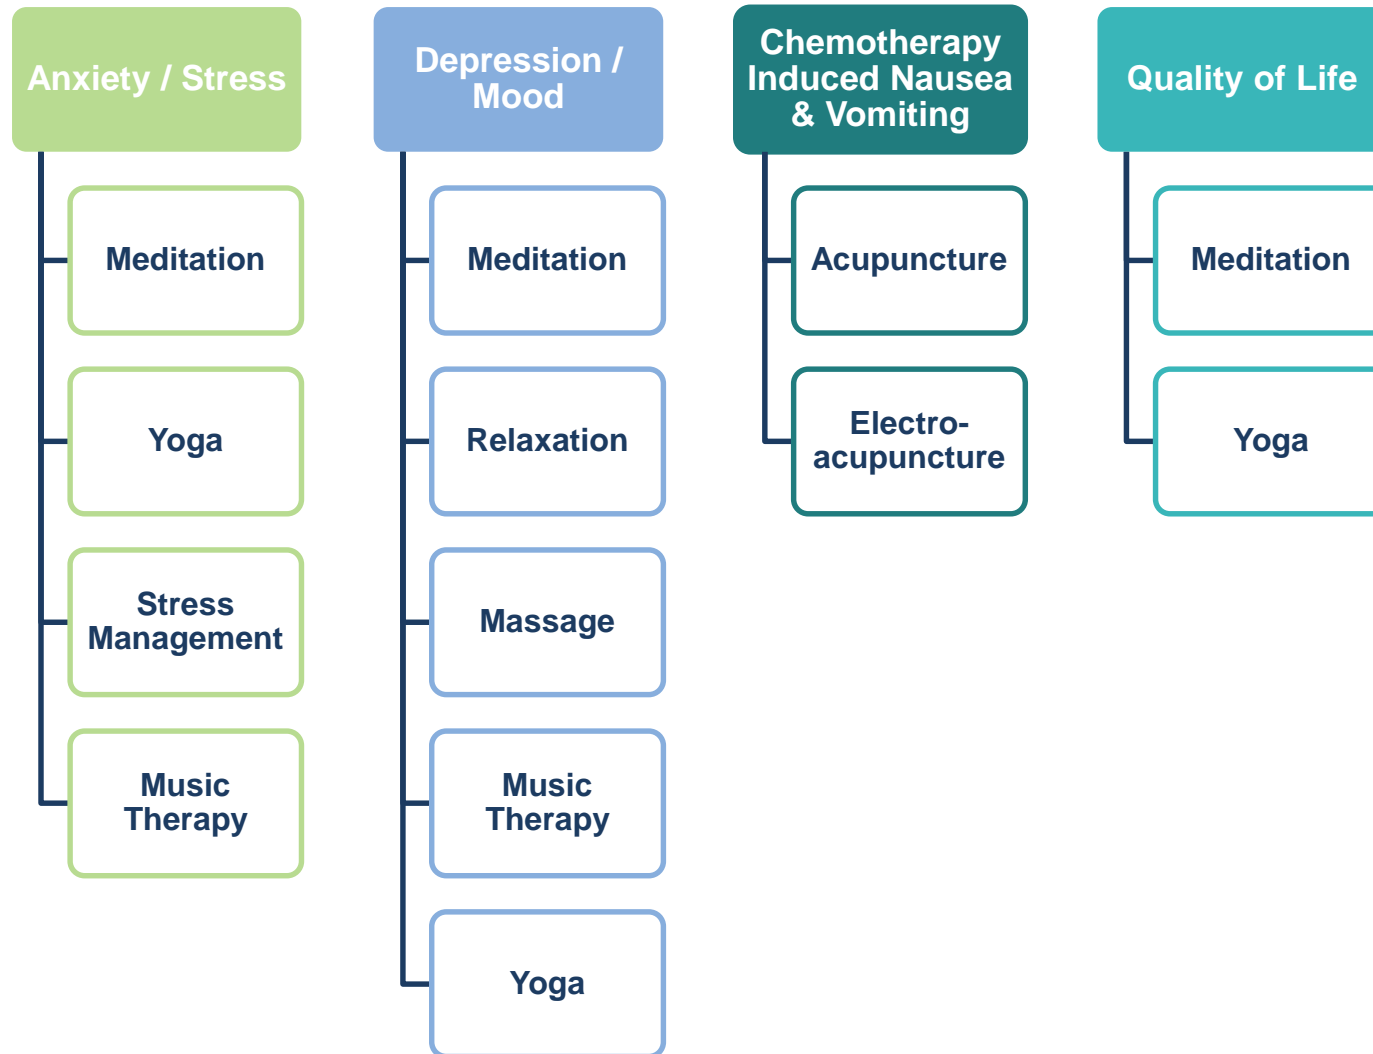 Anxiety / Stress
Meditation
Yoga
Stress
Management
Music
Therapy
Depression /
Mood
Meditation
Relaxation
Massage
Music
Therapy
Yoga
Chemotherapy
Induced Nausea
& Vomiting
Acupuncture
Electro-
acupuncture
Quality of Life
Meditation
Yoga